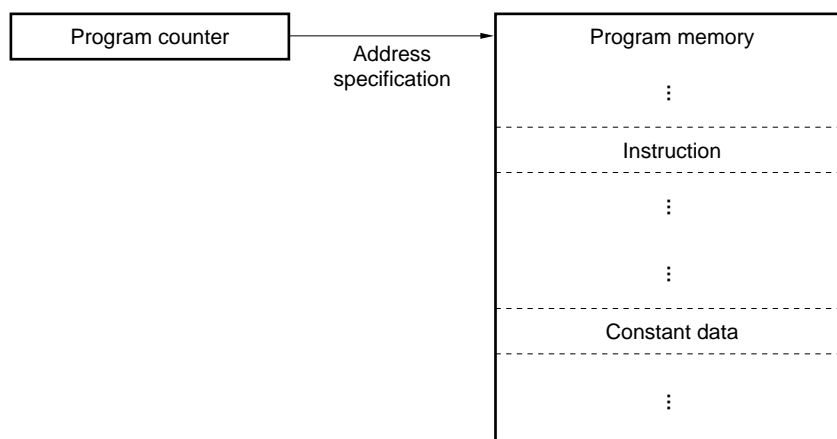 Program counter
Address
specification
Program memory
⋮
Instruction
⋮
⋮
Constant data
⋮